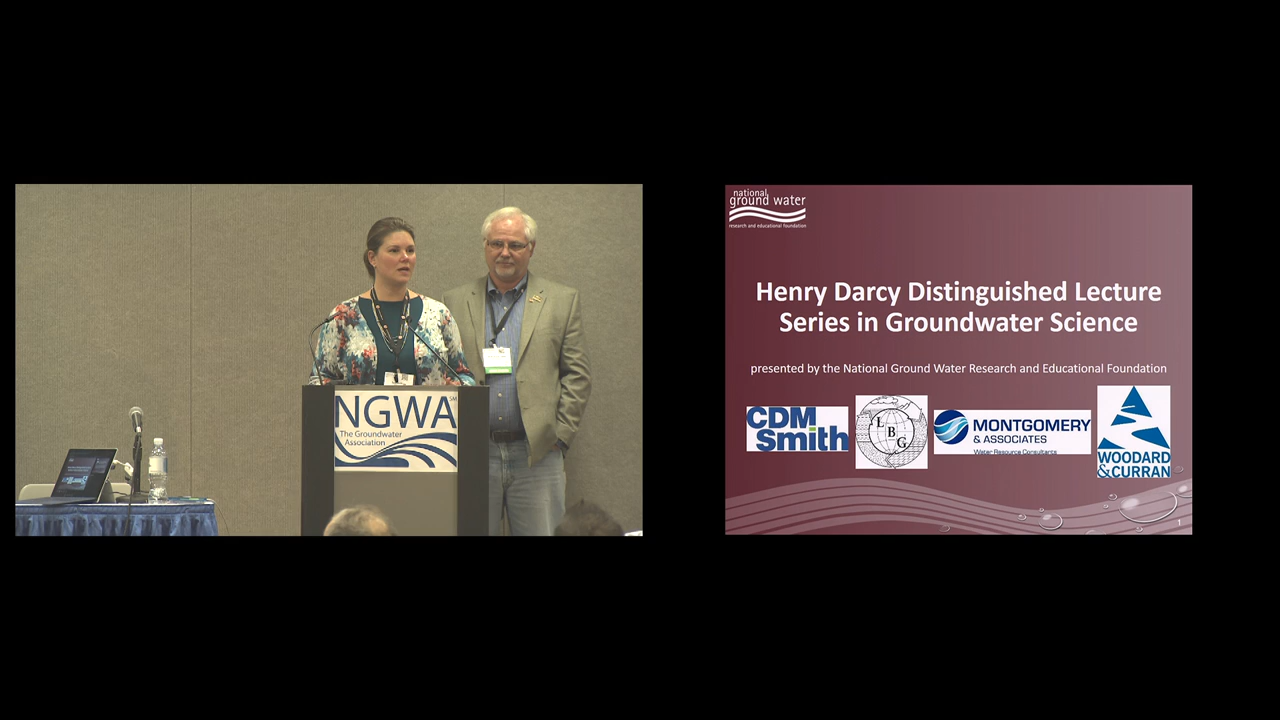 NGWA
SM
The Groundwater
Association
national
ground water
research and educational foundation
Henry Darcy Distinguished Lecture
Series in Groundwater Science
presented by the National Ground Water Research and Educational Foundation
CDM
Smith
LBG
MONTGOMERY
& ASSOCIATES
Water Resource Consultants
WOODARD
&CURRAN
1